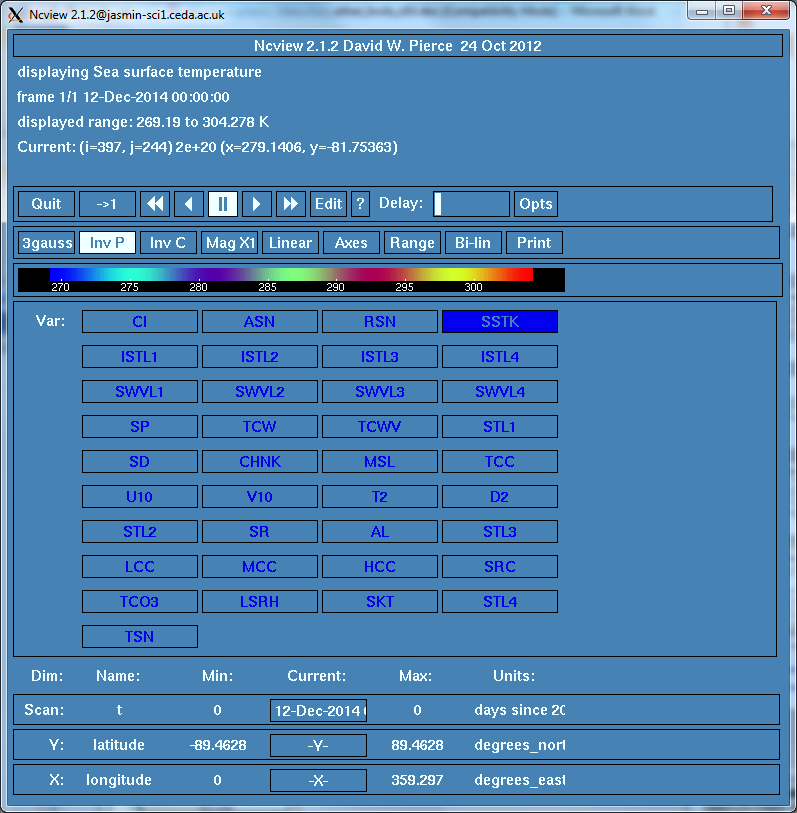 Ncview 2.1.2@jasmin-sci1.ceda.ac.uk
Ncview 2.1.2 David W. Pierce 24 Oct 2012
displaying Sea surface temperature
frame 1/1 12-Dec-2014 00:00:00
displayed range: 269.19 to 304.278 K
Current: (i=397, j=244) 2e+20 (x=279.1406, y=-81.75363)
Quit ->1 Edit ? Delay: Opts
3gauss Inv P Inv C Mag X1 Linear Axes Range Bi-lin Print
270 275 280 285 290 295 300
Var: CI ASN RSN SSTK
ISTL1 ISTL2 ISTL3 ISTL4
SWVL1 SWVL2 SWVL3 SWVL4
SP TCW TCWV STL1
SD CHNK MSL TCC
U10 V10 T2 D2
STL2 SR AL STL3
LCC MCC HCC SRC
TCO3 LSRH SKT STL4
TSN
Dim: Name: Min: Current: Max: Units:
Scan: t 0 12-Dec-2014 0 days since 20
Y: latitude -89.4628 -Y- 89.4628 degrees_nort
X: longitude 0 -X- 359.297 degrees_east